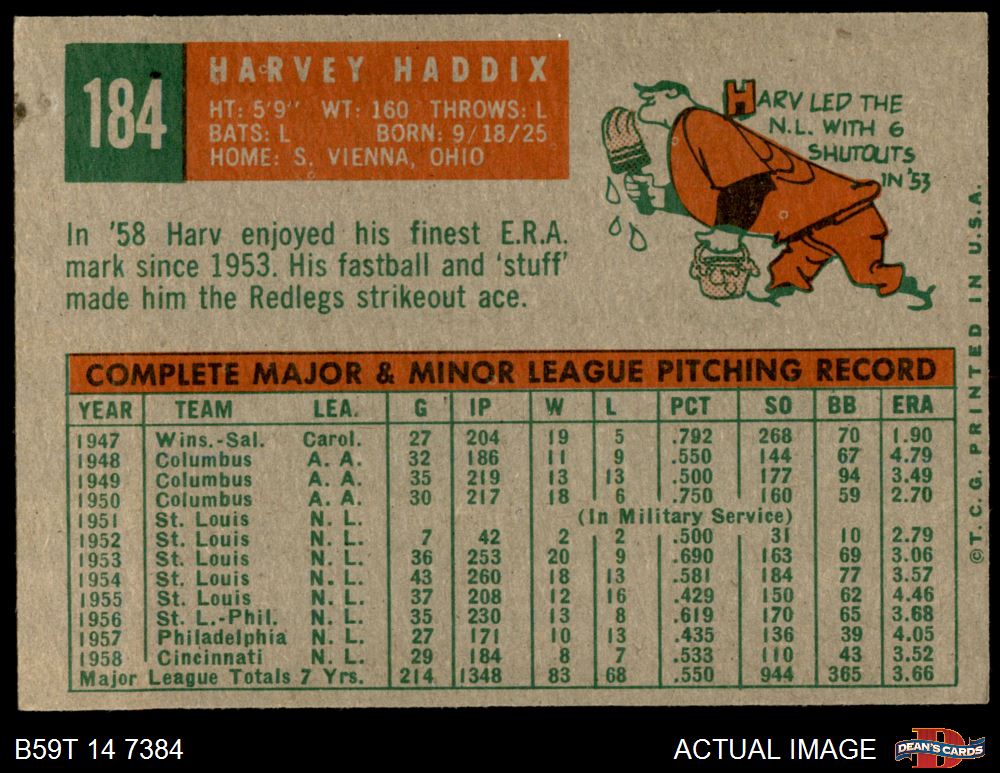 184
HARVEY HADDIX
HT: 5'9" WT: 160 THROWS: L
BATS: L BORN: 9/18/25
HOME: S. VIENNA, OHIO
HARV LED THE
N.L. WITH 6
SHUTOUTS
IN '53
In '58 Harv enjoyed his finest E.R.A.
mark since 1953. His fastball and 'stuff'
made him the Redlegs strikeout ace.
COMPLETE MAJOR & MINOR LEAGUE PITCHING RECORD
YEAR TEAM LEA. G IP W L PCT SO BB ERA
1947 Wins.-Sal. Carol. 27 204 19 5 .792 268 70 1.90
1948 Columbus A. A. 32 186 11 9 .550 144 67 4.79
1949 Columbus A. A. 35 219 13 13 .500 177 94 3.49
1950 Columbus A. A. 30 217 18 6 .750 160 59 2.70
1951 St. Louis N. L. (In Military Service)
1952 St. Louis N. L. 7 42 2 2 .500 31 10 2.79
1953 St. Louis N. L. 36 253 20 9 .690 163 69 3.06
1954 St. Louis N. L. 43 260 18 13 .581 184 77 3.57
1955 St. Louis N. L. 37 208 12 16 .429 150 62 4.46
1956 St. L.-Phil. N. L. 35 230 13 8 .619 170 65 3.68
1957 Philadelphia N. L. 27 171 10 13 .435 136 39 4.05
1958 Cincinnati N. L. 29 184 8 7 .533 110 43 3.52
Major League Totals 7 Yrs. 214 1348 83 68 .550 944 365 3.66
©T. C. G. PRINTED IN U.S.A.
B59T 14 7384
ACTUAL IMAGE
D
DEAN'S CARDS